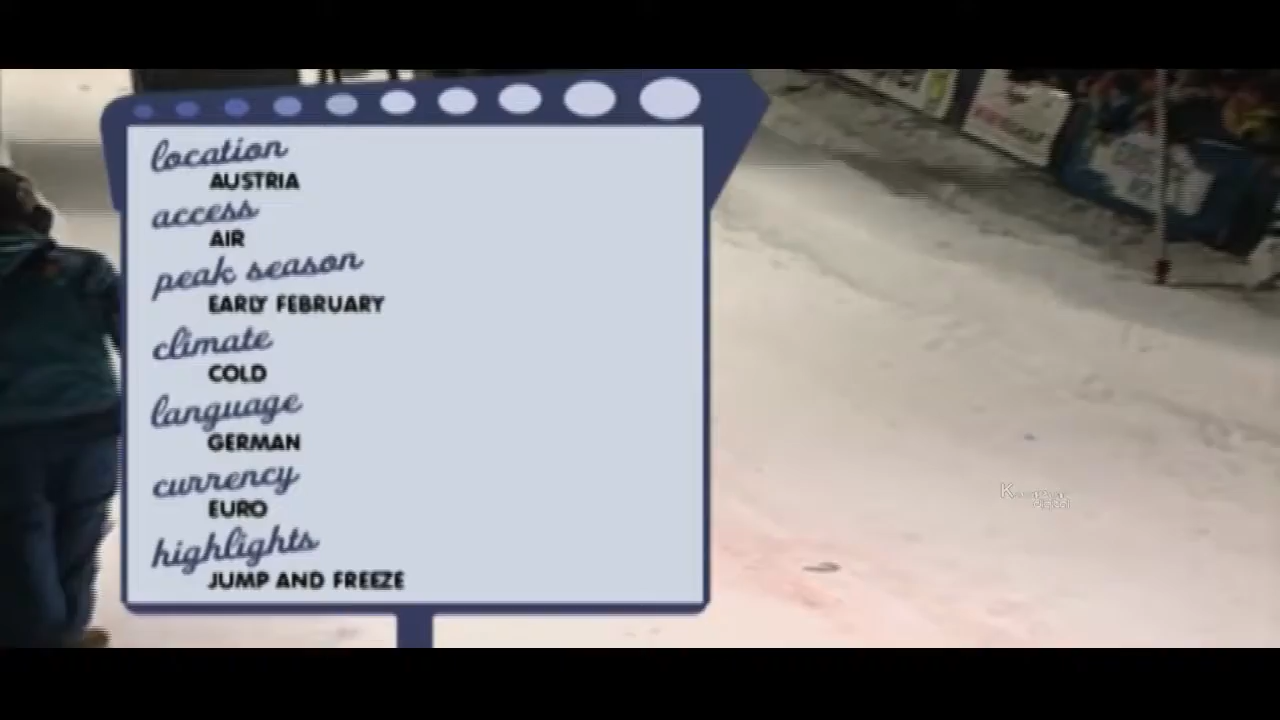 location
AUSTRIA
access
AIR
peak season
EARLY FEBRUARY
climate
COLD
language
GERMAN
currency
EURO
highlights
JUMP AND FREEZE